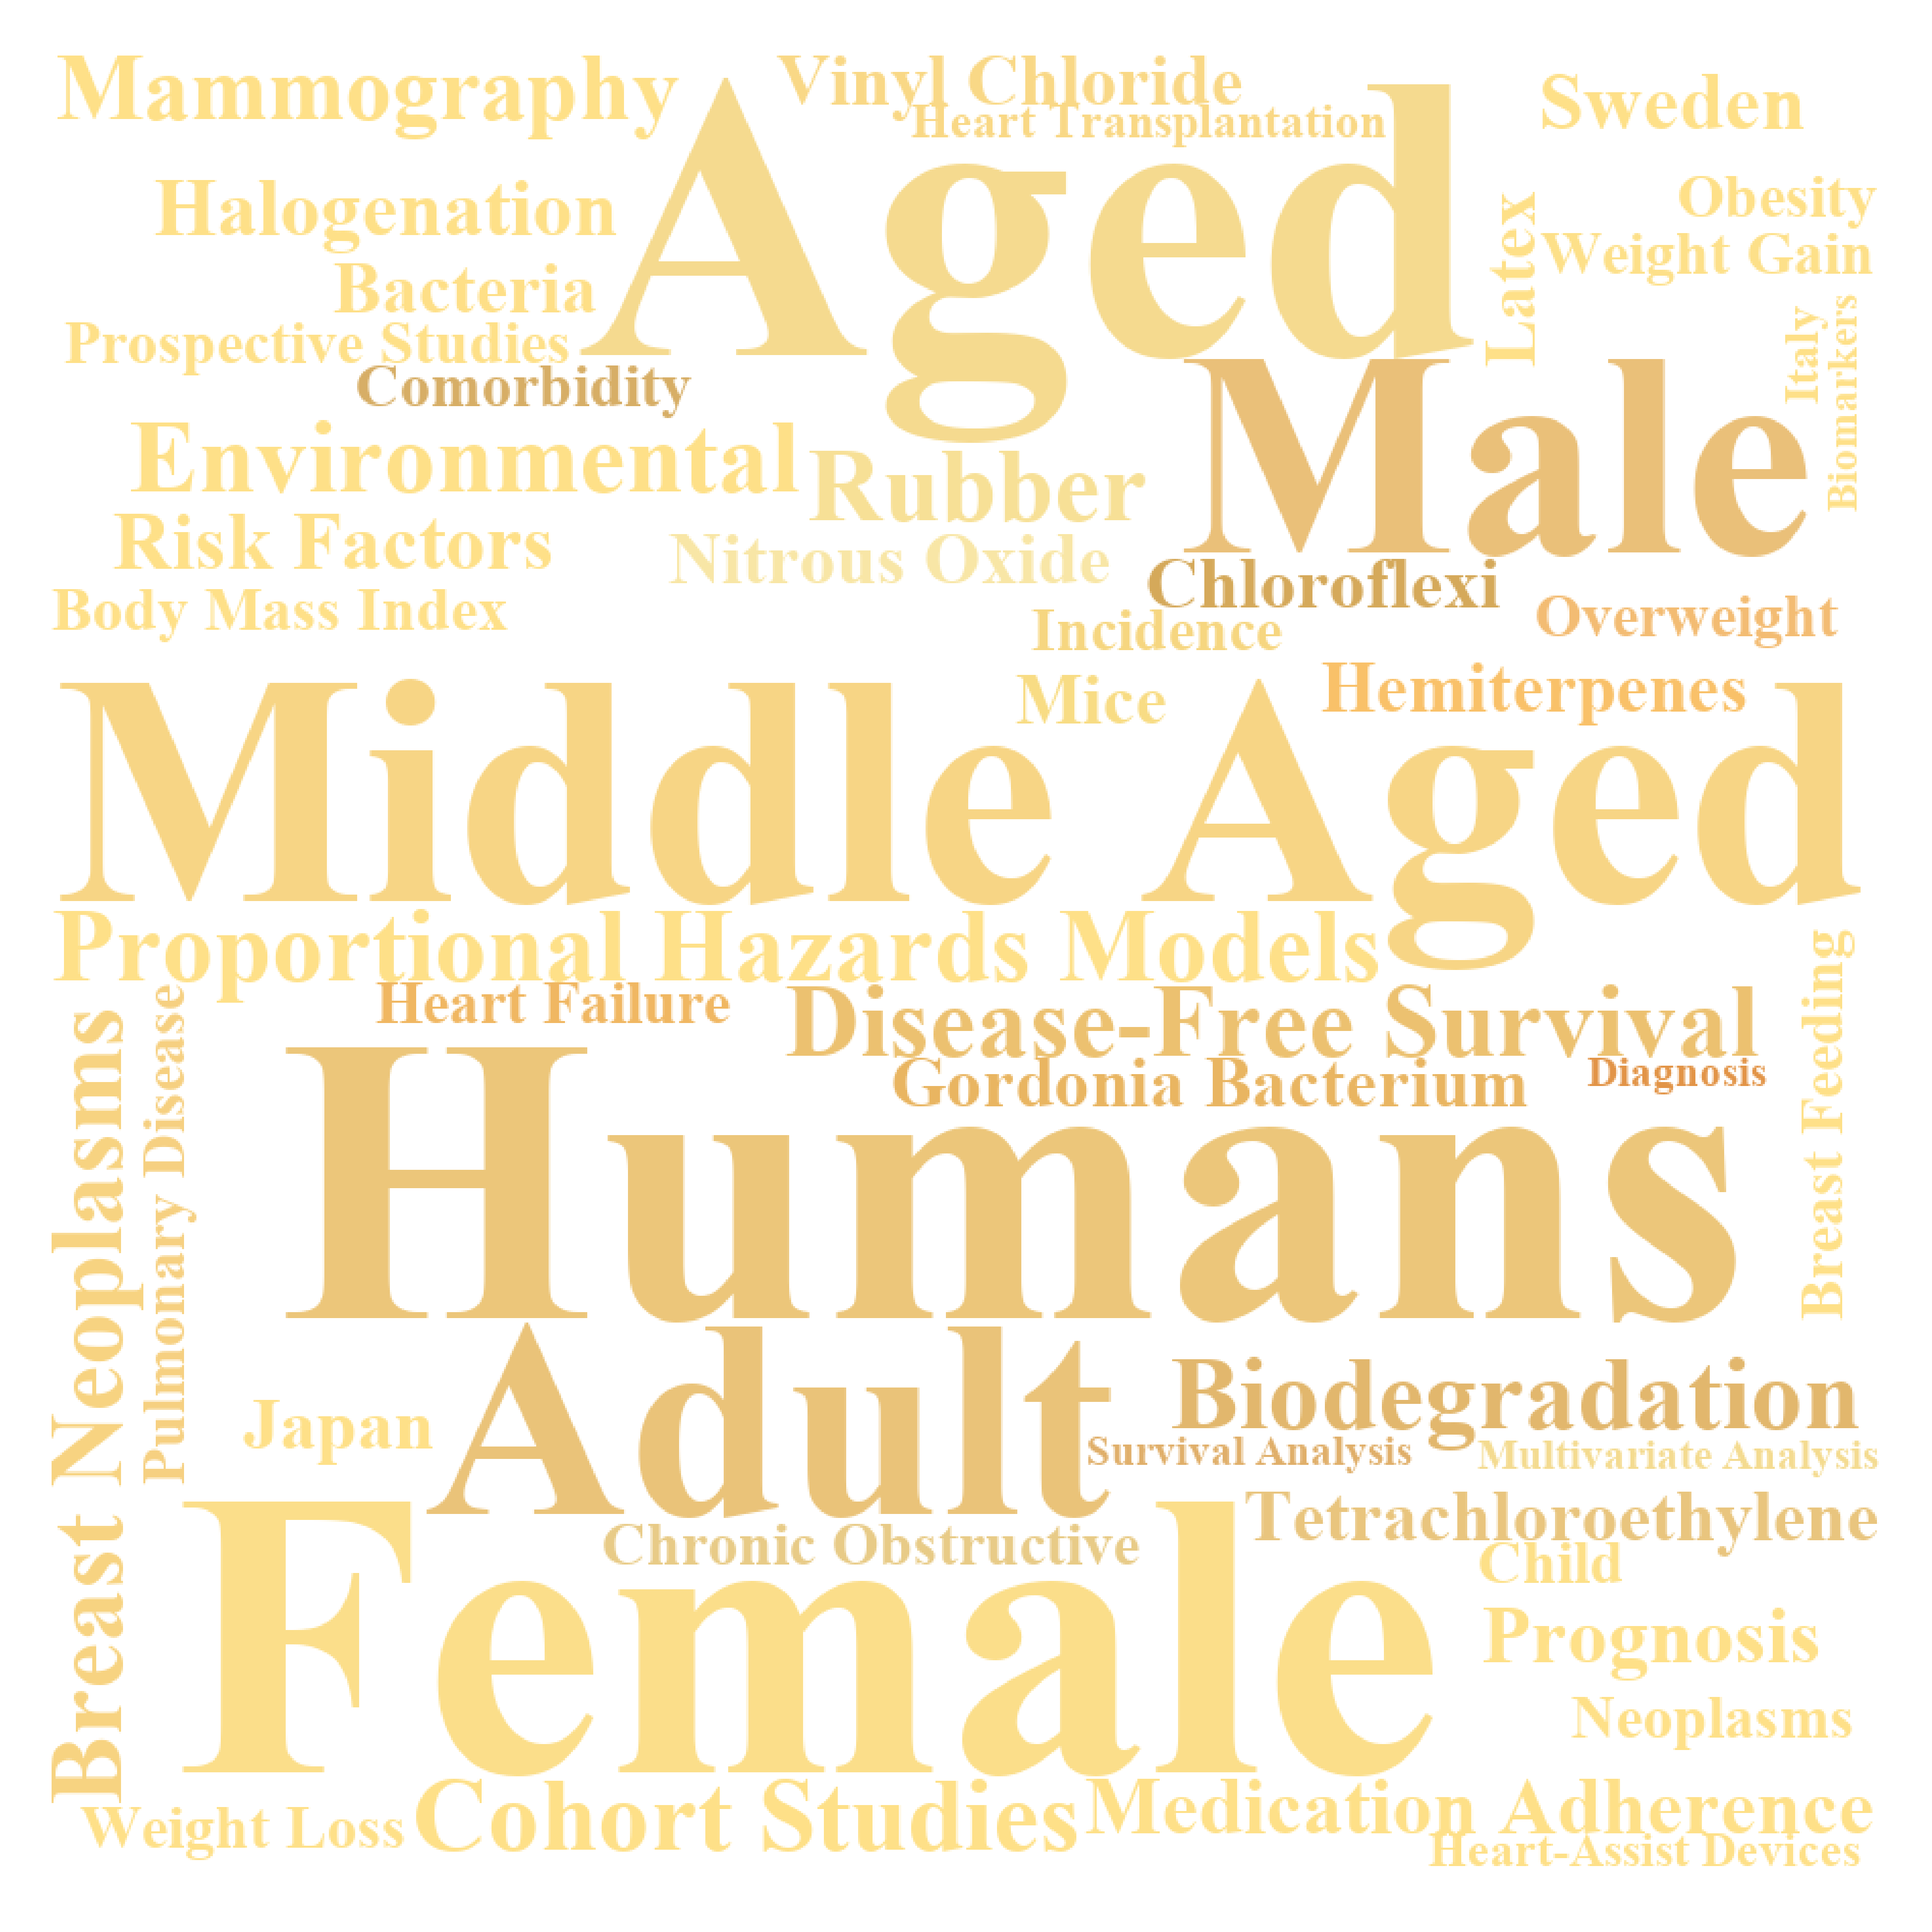 Mammography
Vinyl Chloride
Heart Transplantation
Sweden
Aged
Halogenation
Obesity
Latex
Weight Gain
Bacteria
Prospective Studies
Italy
Biomarkers
Comorbidity
Male
Environmental
Rubber
Risk Factors
Nitrous Oxide
Chloroflexi
Body Mass Index
Incidence
Overweight
Mice
Hemiterpenes
Middle Aged
Proportional Hazards Models
Heart Failure
Disease-Free Survival
Gordonia Bacterium
Diagnosis
Breast Feeding
Breast Neoplasms
Pulmonary Disease
Humans
Adult
Japan
Biodegradation
Survival Analysis
Multivariate Analysis
Tetrachloroethylene
Chronic Obstructive
Child
Female
Prognosis
Neoplasms
Weight Loss
Cohort Studies
Medication Adherence
Heart-Assist Devices